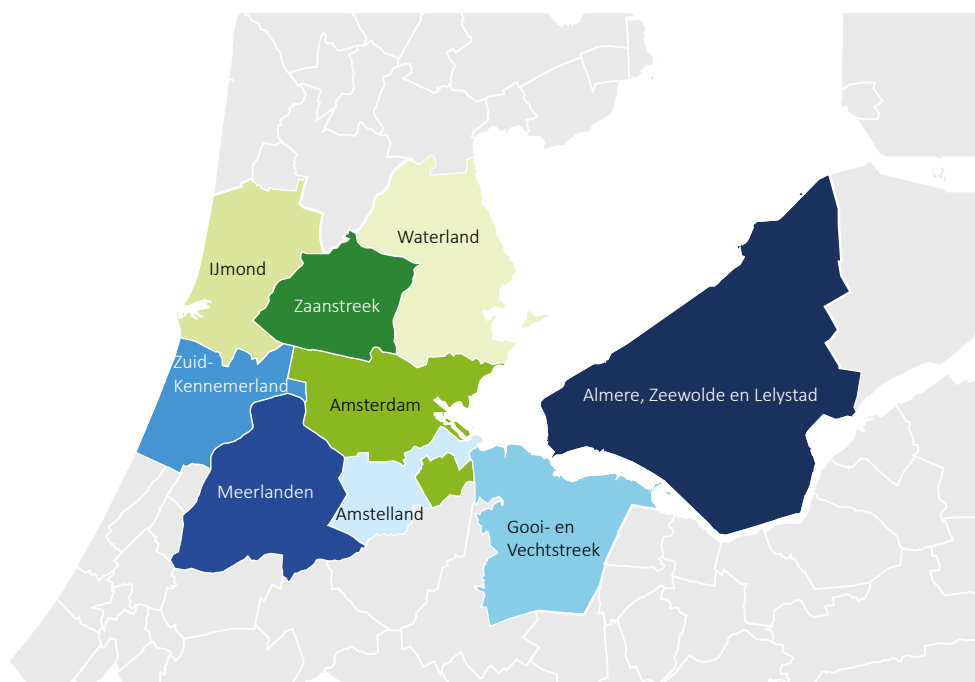 Waterland
IJmond
Zaanstreek
Zuid-
Kennemerland
Almere, Zeewolde en Lelystad
Amsterdam
Meerlanden
Amstelland
Gooi- en
Vechtstreek